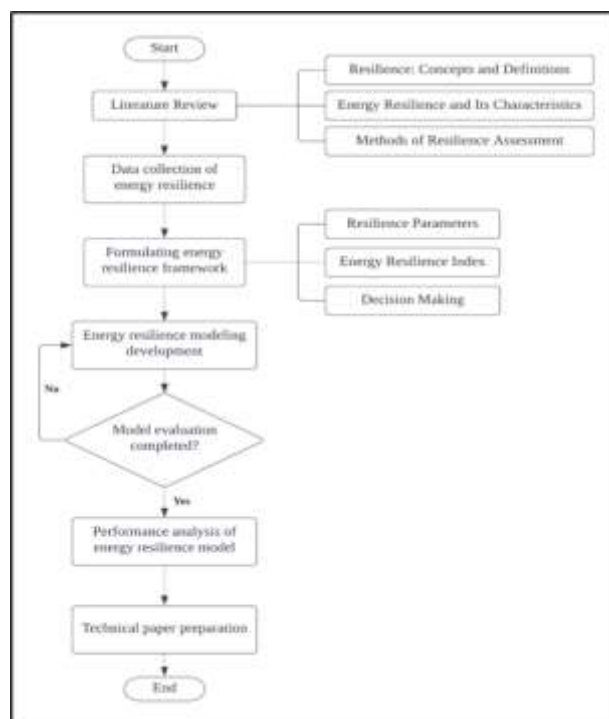 Start
Literature Review
Resilience: Concepts and Definitions
Energy Resilience and Its Characteristics
Methods of Resilience Assessment
Data collection of
energy resilience
Formulating energy
resilience framework
Resilience Parameters
Energy Resilience Index
Decision Making
Energy resilience modeling
development
No
Model evaluation
completed?
Yes
Performance analysis of
energy resilience model
Technical paper preparation
End